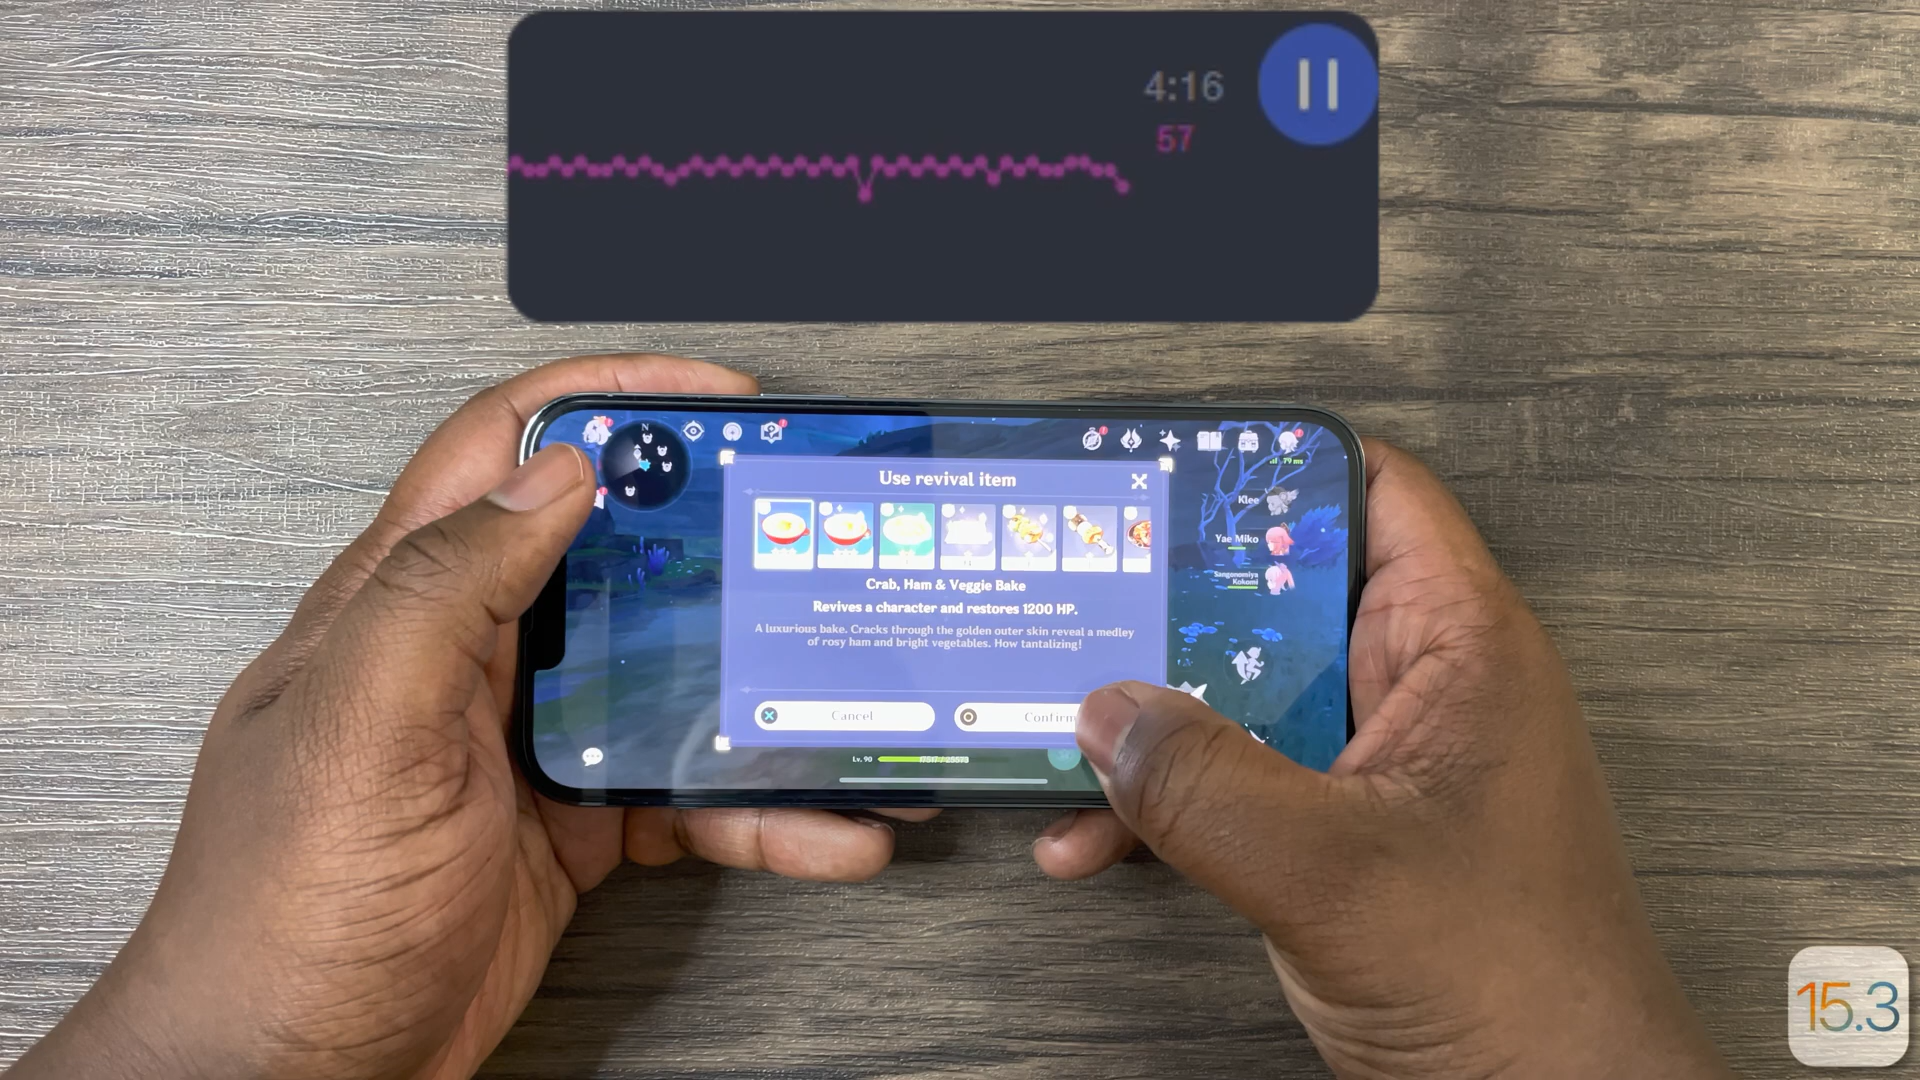 4:16
57
N
79 ms
Use revival item
Klee
Yae Miko
Sangonomiya
Kokomi
Crab, Ham & Veggie Bake
Revives a character and restores 1200 HP.
A luxurious bake. Cracks through the golden outer skin reveal a medley
of rosy ham and bright vegetables. How tantalizing!
Cancel
Confirm
Lv. 90
15.3